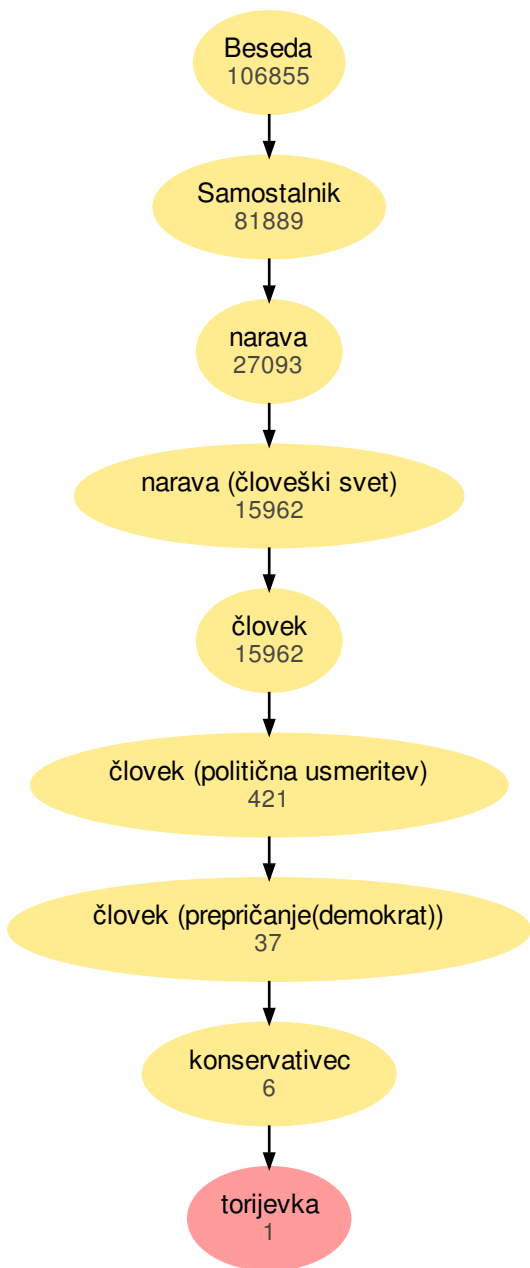 Beseda
106855
Samostalnik
81889
narava
27093
narava (človeški svet)
15962
človek
15962
človek (politična usmeritev)
421
človek (prepričanje(demokrat))
37
konservativec
6
torijevka
1